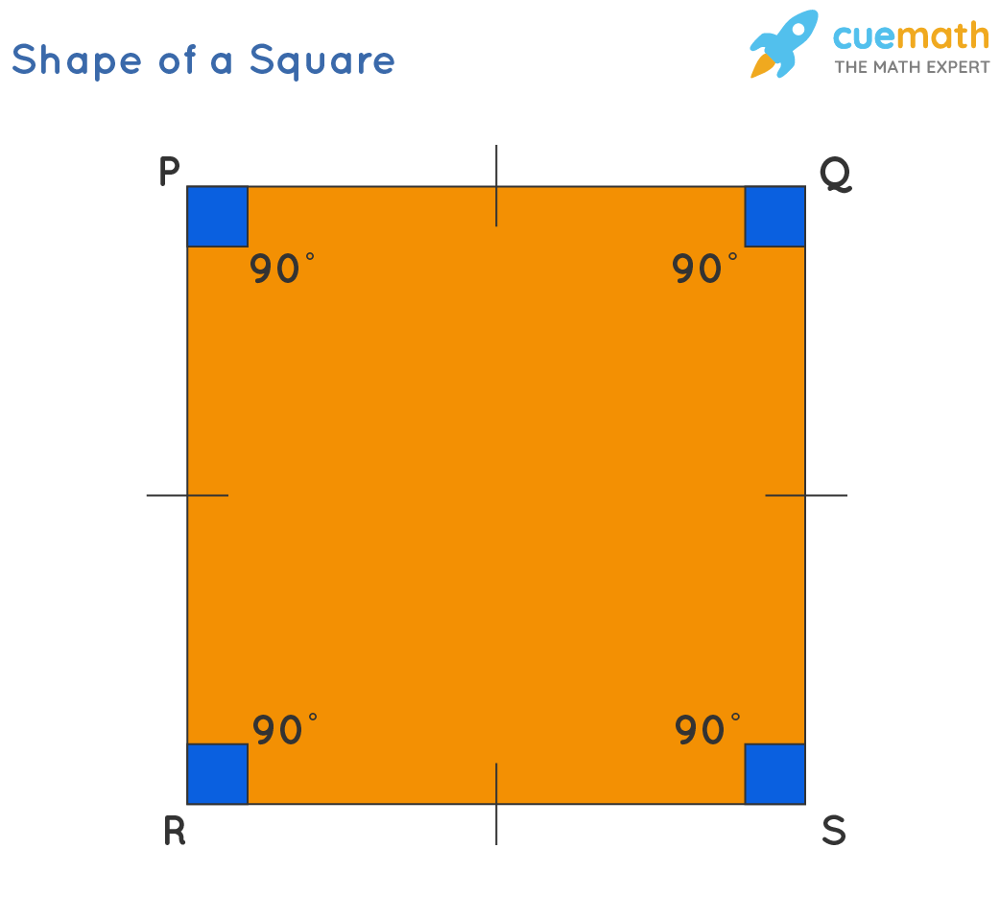 Shape of a Square
cuemath
THE MATH EXPERT
P
Q
90°
90°
90°
90°
R
S